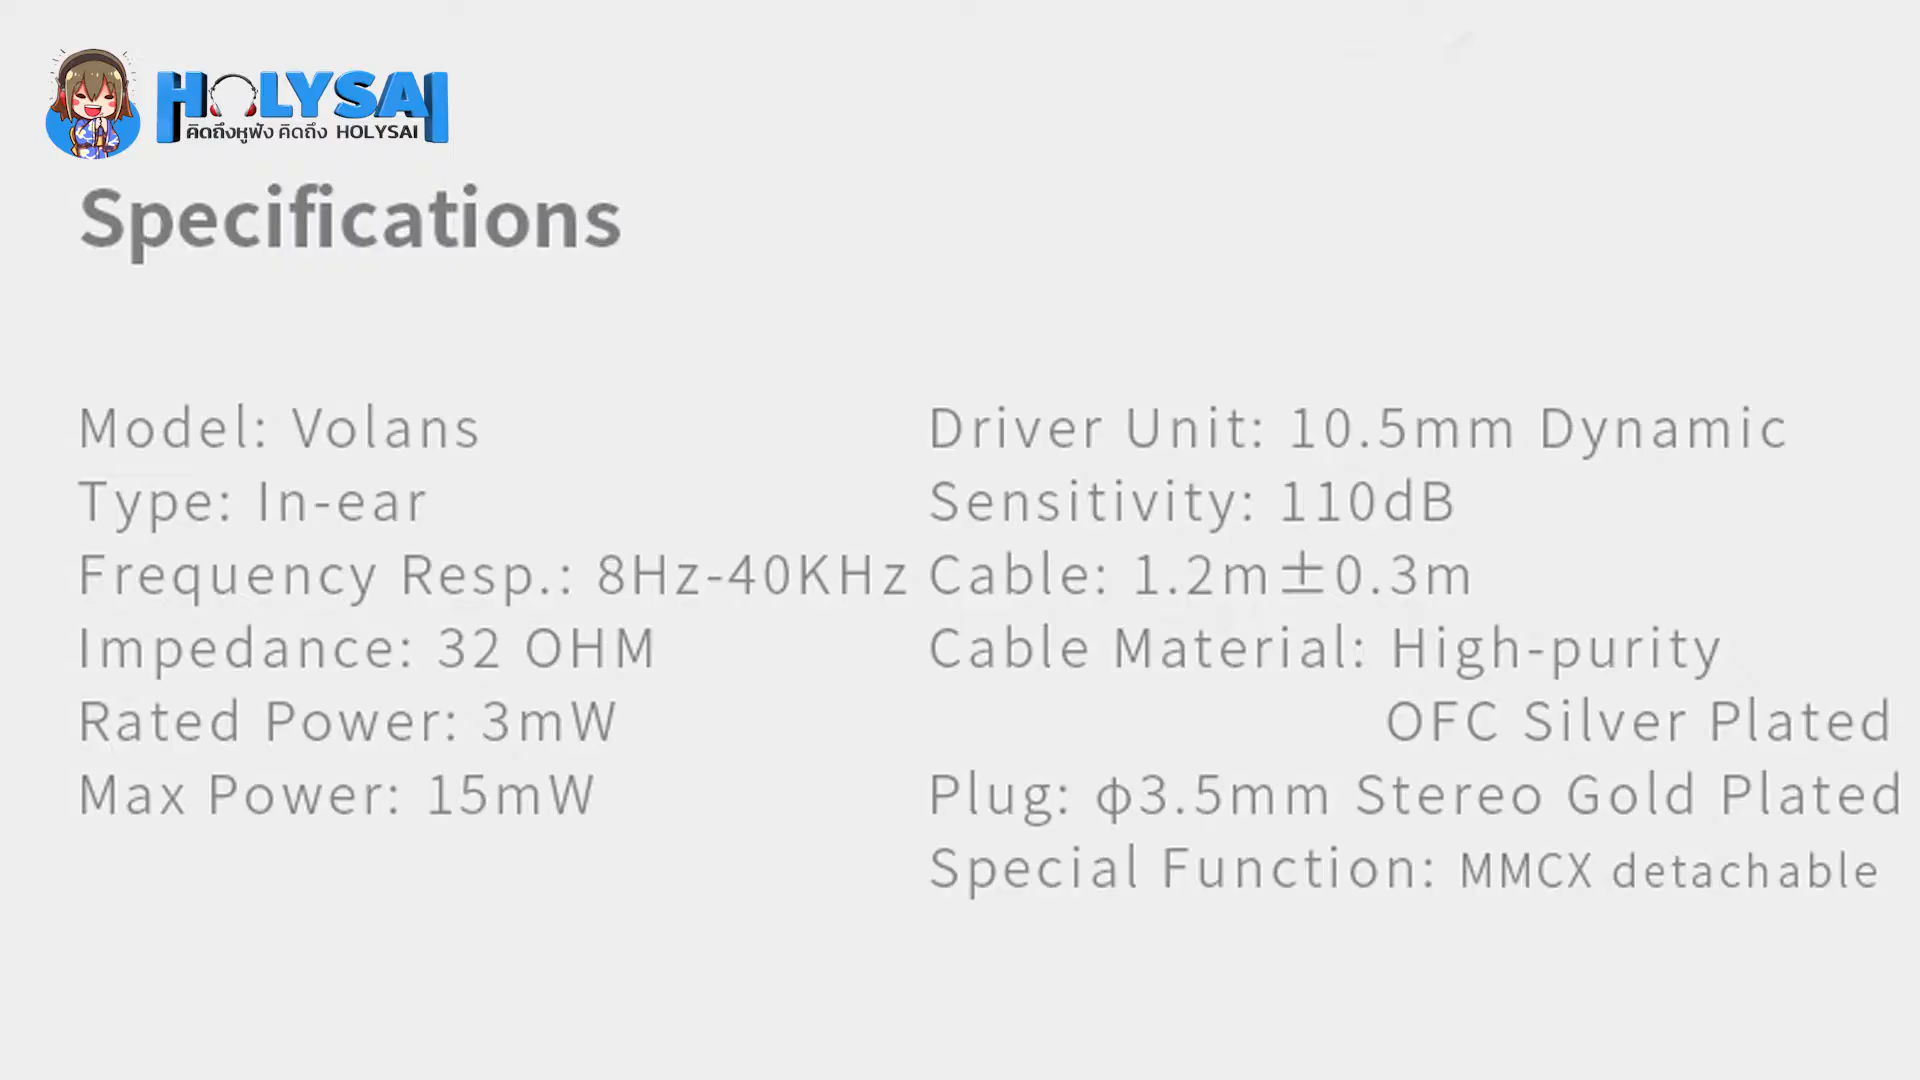 HOLYSAI
คิดถึงหูฟัง คิดถึง HOLYSAI
Specifications
Model: Volans
Type: In-ear
Frequency Resp.: 8Hz-40KHz
Impedance: 32 OHM
Rated Power: 3mW
Max Power: 15mW
Driver Unit: 10.5mm Dynamic
Sensitivity: 110dB
Cable: 1.2m±0.3m
Cable Material: High-purity
OFC Silver Plated
Plug: φ3.5mm Stereo Gold Plated
Special Function: MMCX detachable